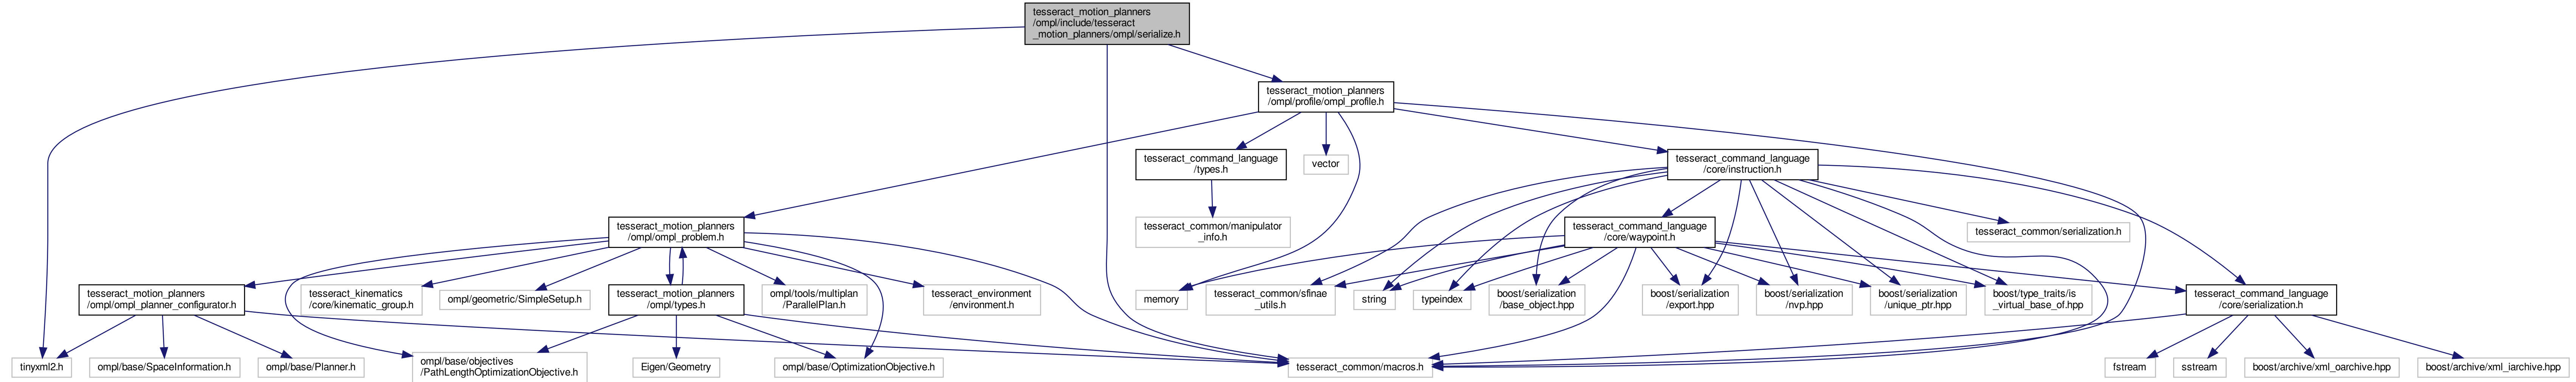 tesseract_motion_planners
/ompl/include/tesseract
_motion_planners/ompl/serialize.h
tesseract_motion_planners
/ompl/profile/ompl_profile.h
tesseract_command_language
/types.h
vector
tesseract_command_language
/core/instruction.h
tesseract_motion_planners
/ompl/ompl_problem.h
tesseract_common/manipulator
_info.h
tesseract_command_language
/core/waypoint.h
tesseract_common/serialization.h
tesseract_motion_planners
/ompl/ompl_planner_configurator.h
tesseract_kinematics
/core/kinematic_group.h
ompl/geometric/SimpleSetup.h
tesseract_motion_planners
/ompl/types.h
ompl/tools/multiplan
/ParallelPlan.h
tesseract_environment
/environment.h
memory
tesseract_common/sfinae
_utils.h
string
typeindex
boost/serialization
/base_object.hpp
boost/serialization
/export.hpp
boost/serialization
/nvp.hpp
boost/serialization
/unique_ptr.hpp
boost/type_traits/is
_virtual_base_of.hpp
tesseract_command_language
/core/serialization.h
tinyxml2.h
ompl/base/SpaceInformation.h
ompl/base/Planner.h
ompl/base/objectives
/PathLengthOptimizationObjective.h
Eigen/Geometry
ompl/base/OptimizationObjective.h
tesseract_common/macros.h
fstream
sstream
boost/archive/xml_oarchive.hpp
boost/archive/xml_iarchive.hpp